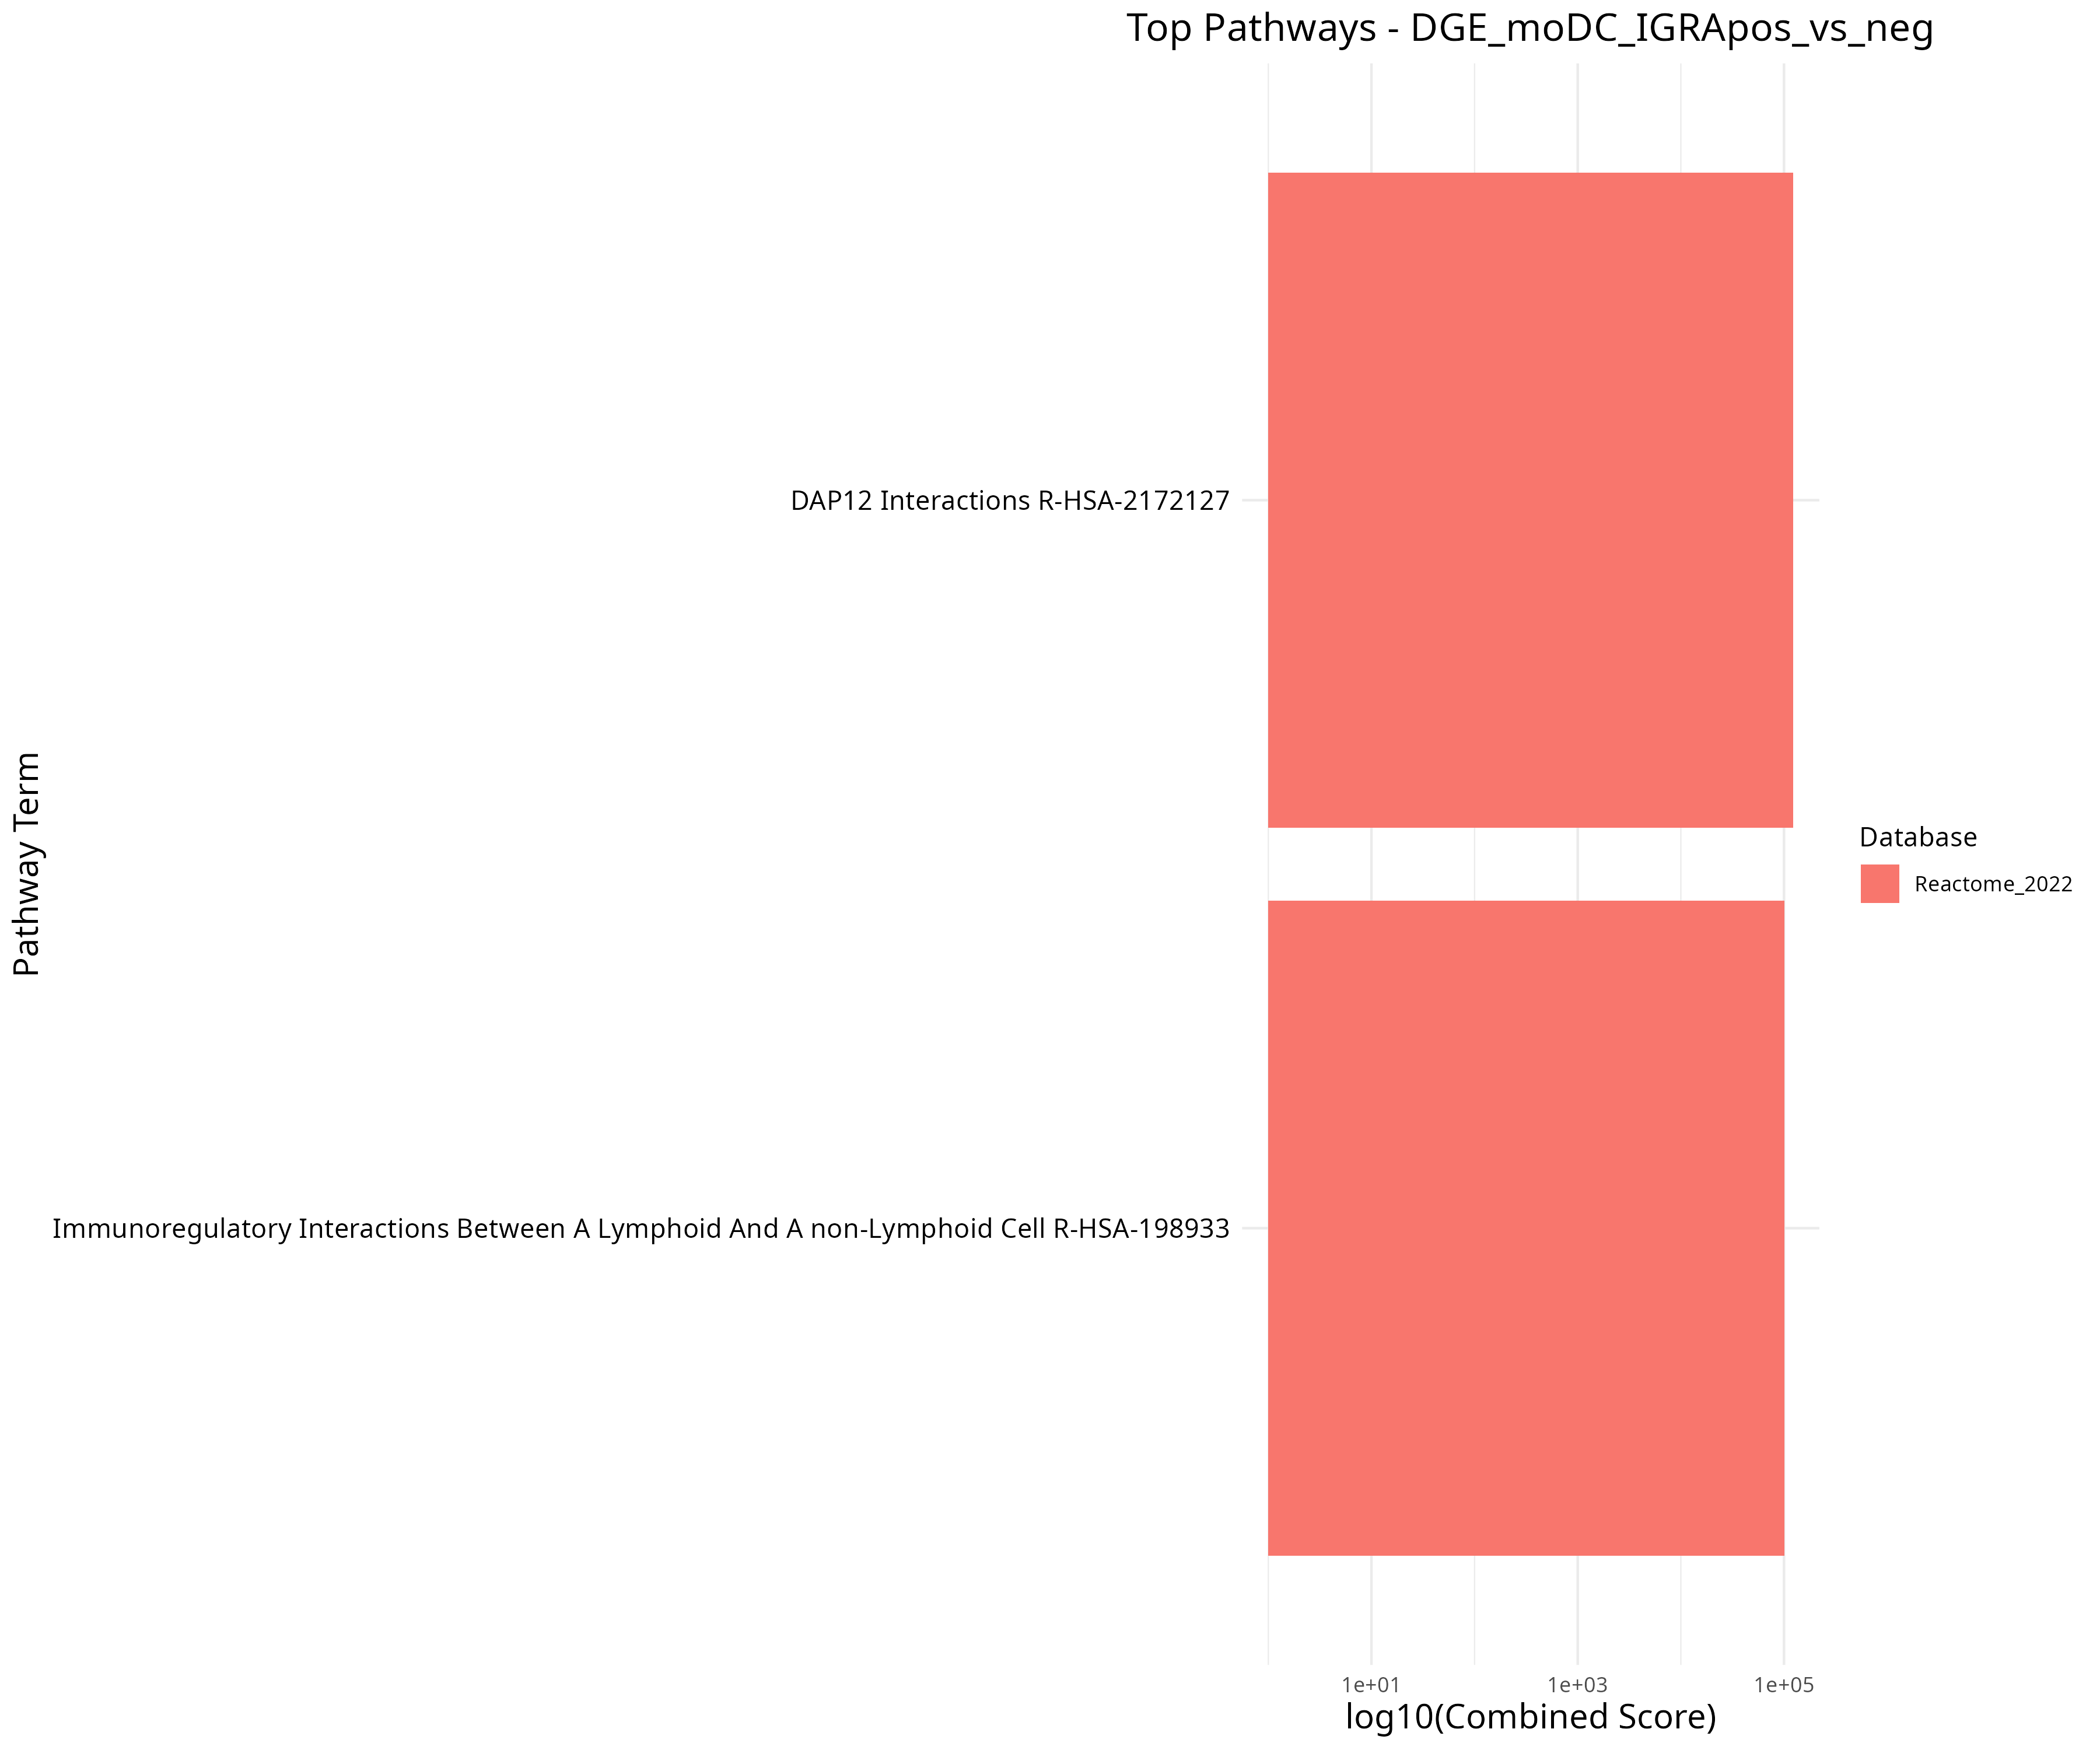 Top Pathways - DGE_moDC_IGRApos_vs_neg
Pathway Term
DAP12 Interactions R-HSA-2172127
Immunoregulatory Interactions Between A Lymphoid And A non-Lymphoid Cell R-HSA-198933
Database
Reactome_2022
1e+01 1e+03 1e+05
log10(Combined Score)